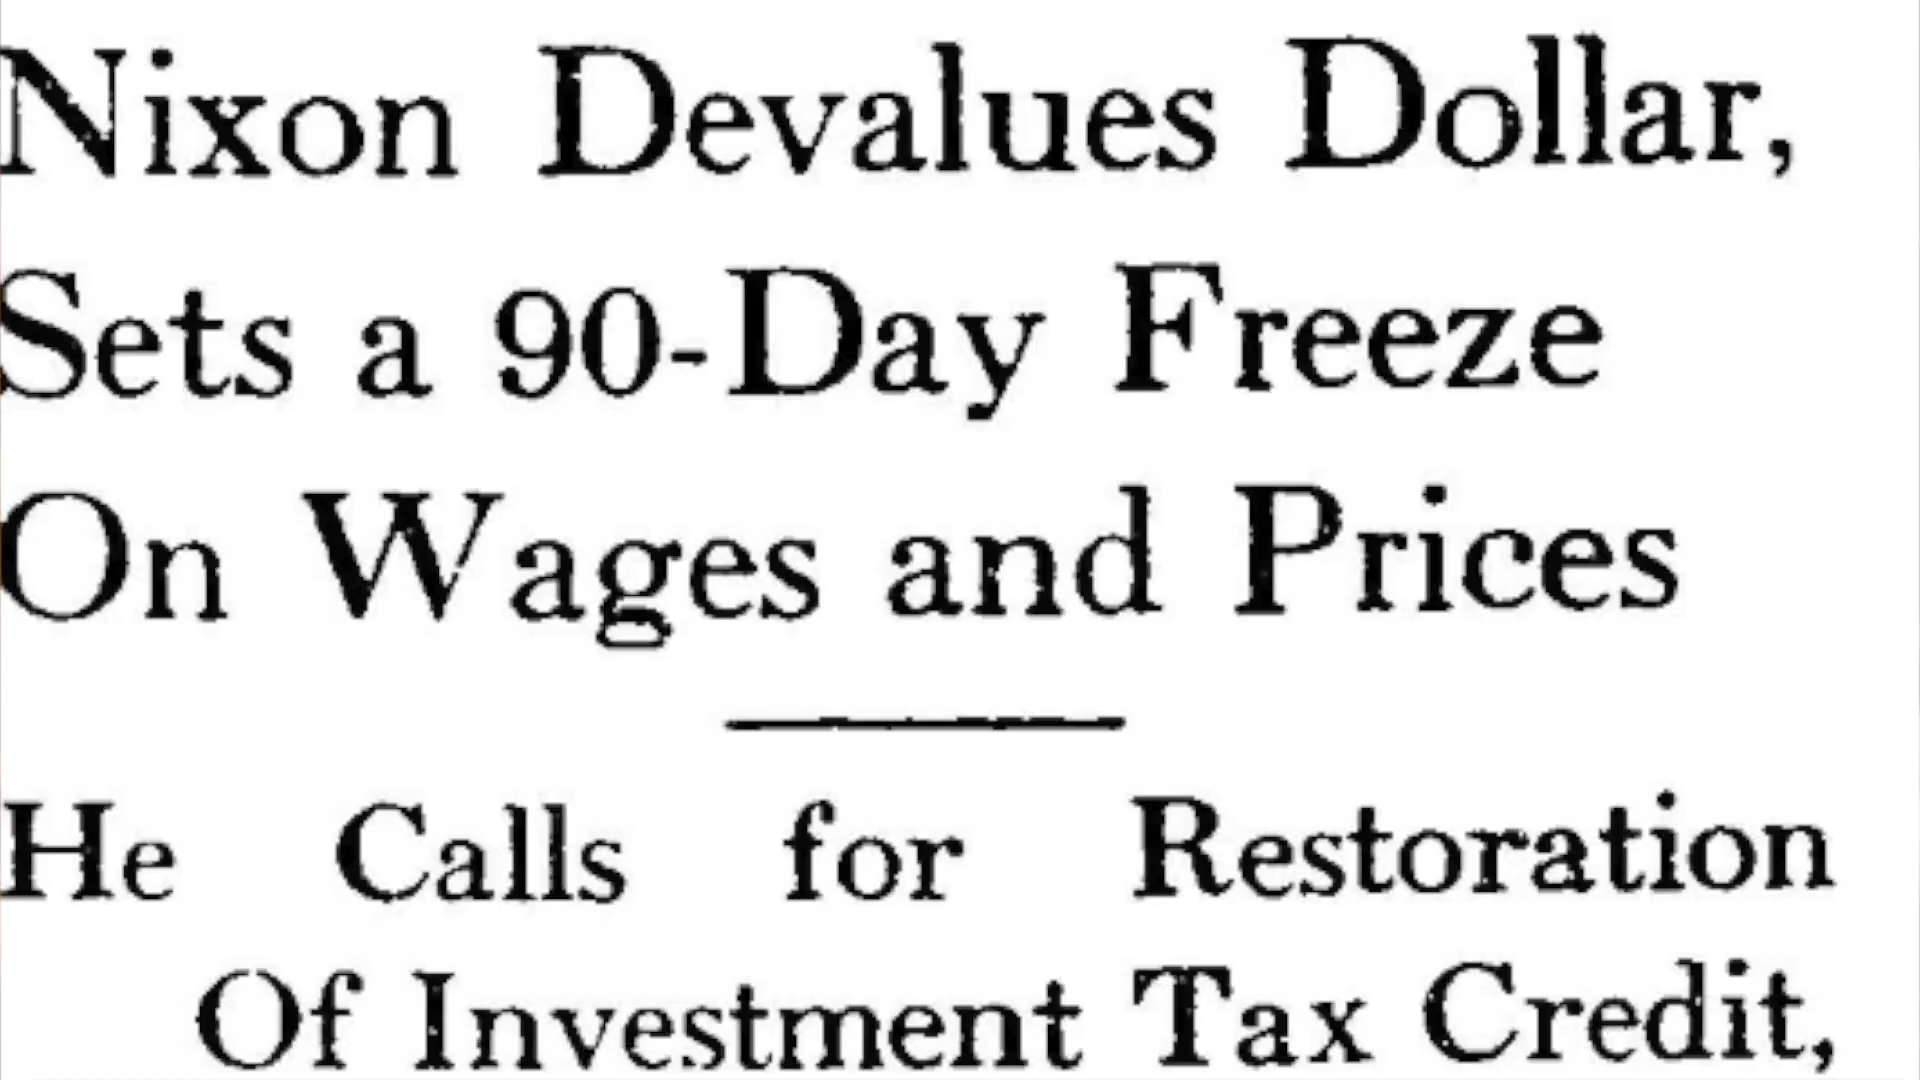 Nixon Devalues Dollar,
Sets a 90-Day Freeze
On Wages and Prices
He Calls for Restoration
Of Investment Tax Credit,